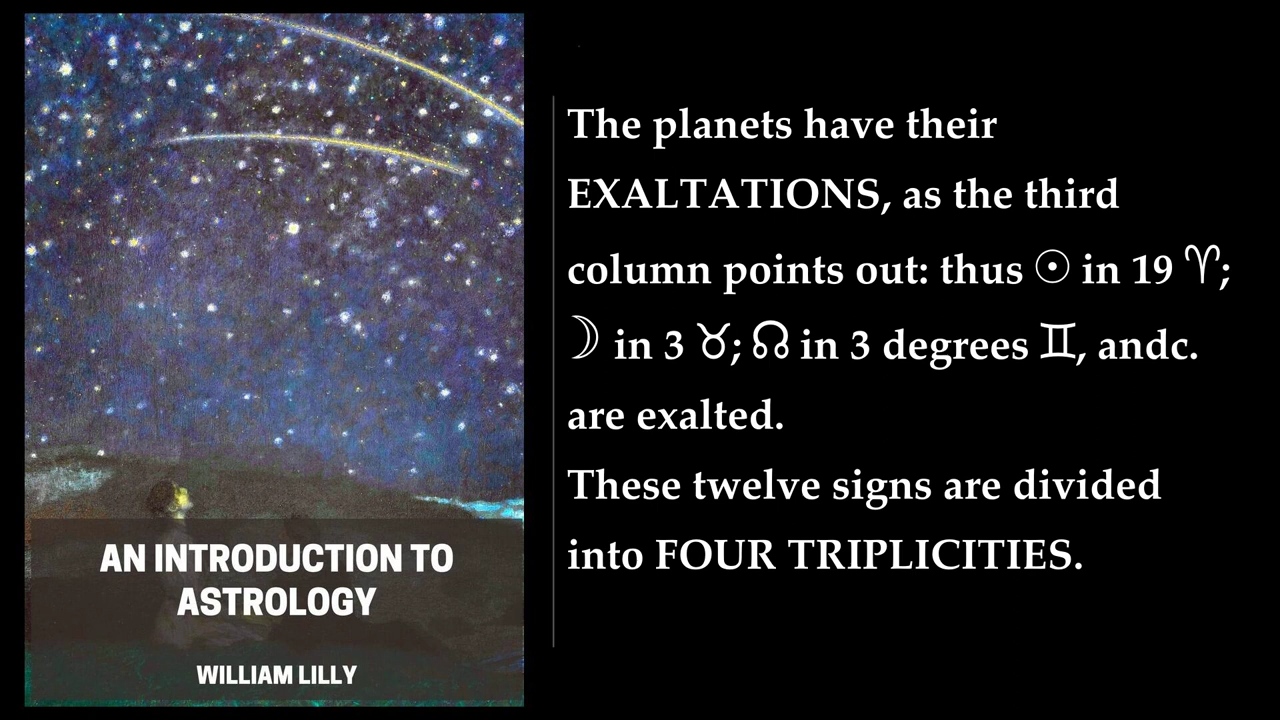 AN INTRODUCTION TO
ASTROLOGY
WILLIAM LILLY
The planets have their
EXALTATIONS, as the third
column points out: thus ☉ in 19 ♈;
☽ in 3 ♉; ☊ in 3 degrees ♊, andc.
are exalted.
These twelve signs are divided
into FOUR TRIPLICITIES.